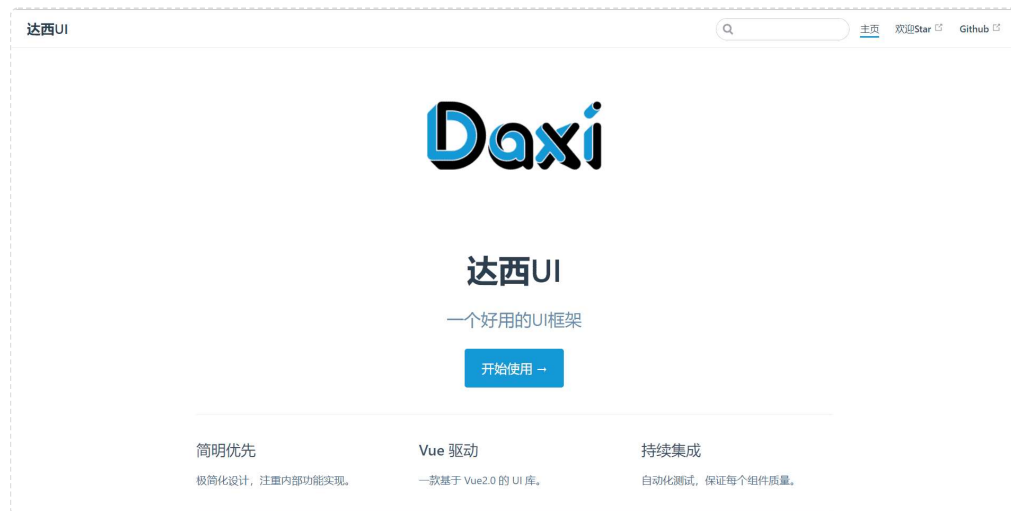 达西UI
主页 欢迎Star Github
Daxi
达西UI
一个好用的UI框架
开始使用 →
简明优先 Vue 驱动 持续集成
极简化设计，注重内部功能实现。 一款基于 Vue2.0 的 UI 库。 自动化测试，保证每个组件质量。